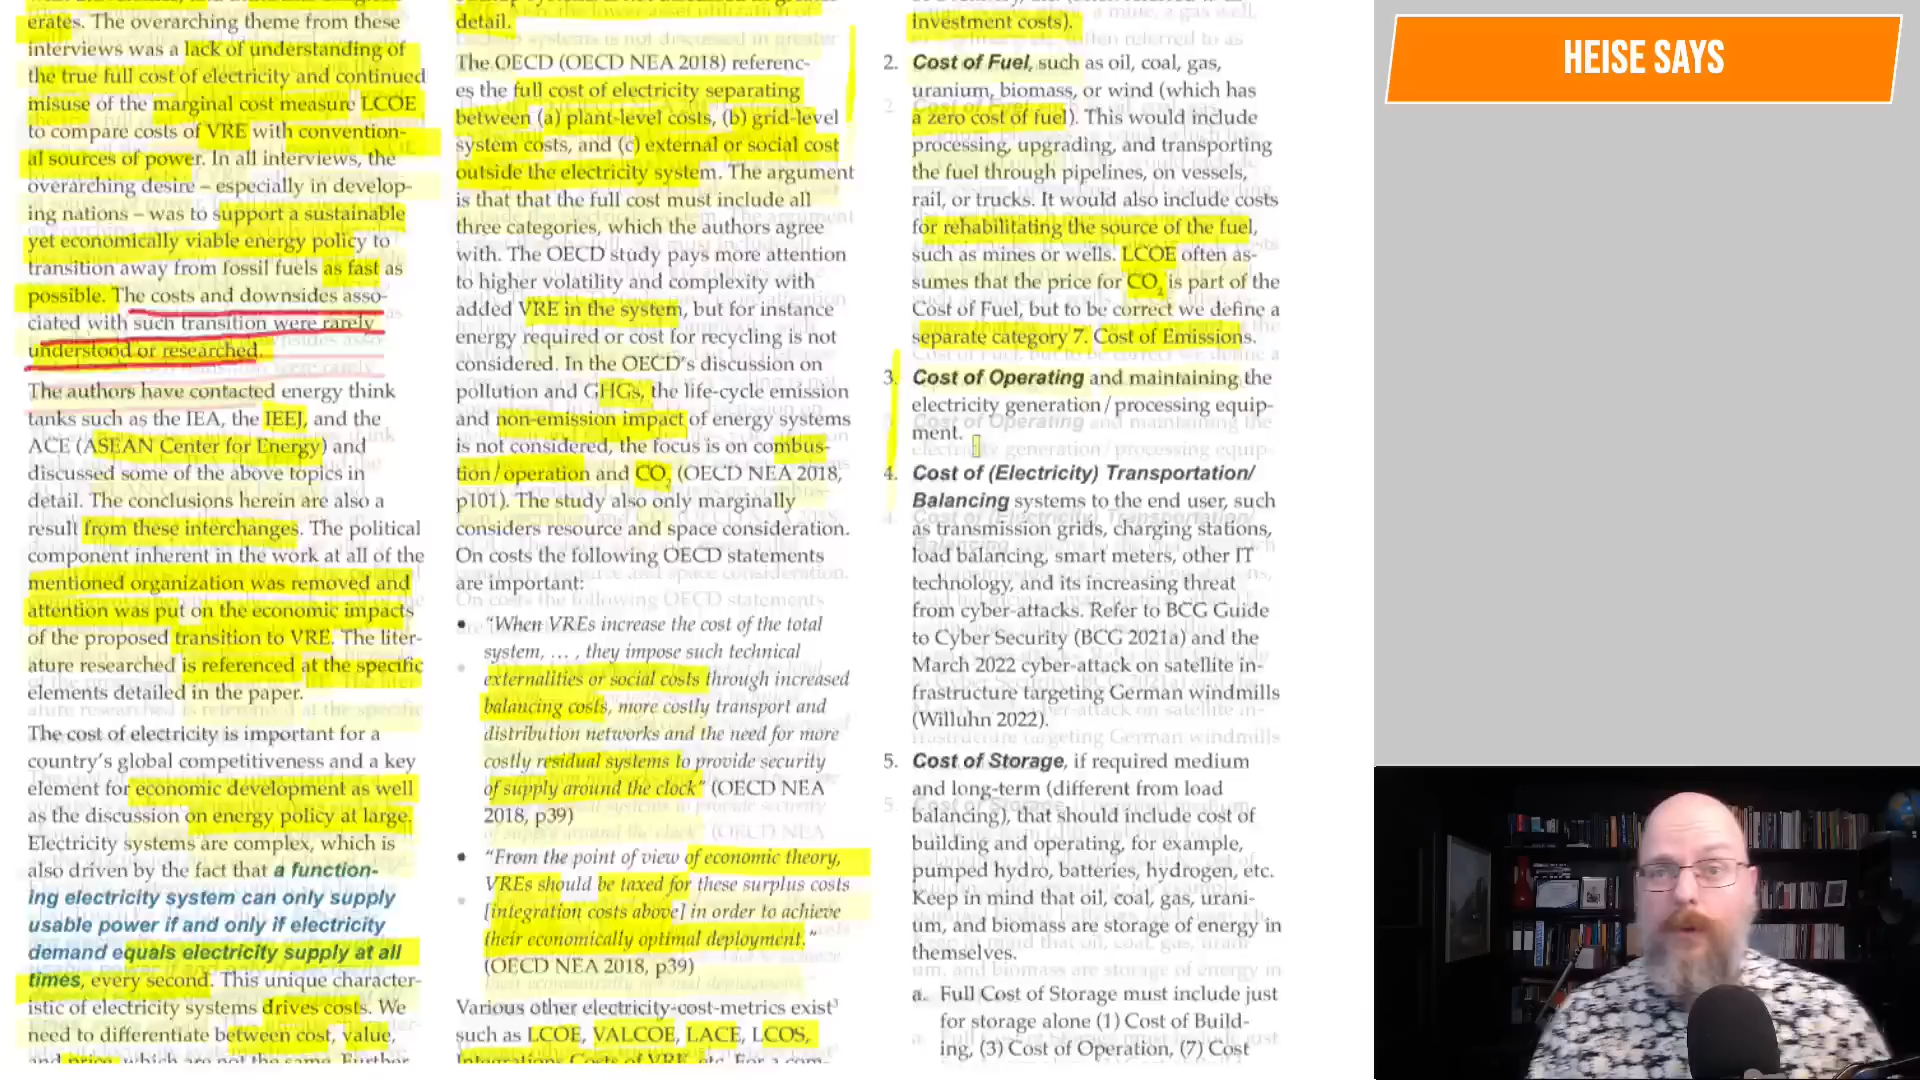 erates. The overarching theme from these
interviews was a lack of understanding of
the true full cost of electricity and continued
misuse of the marginal cost measure LCOE
to compare costs of VRE with convention-
al sources of power. In all interviews, the
overarching desire – especially in develop-
ing nations – was to support a sustainable
yet economically viable energy policy to
transition away from fossil fuels as fast as
possible. The costs and downsides asso-
ciated with such transition were rarely
understood or researched.
The authors have contacted energy think
tanks such as the IEA, the IEEJ, and the
ACE (ASEAN Center for Energy) and
discussed some of the above topics in
detail. The conclusions herein are also a
result from these interchanges. The political
component inherent in the work at all of the
mentioned organization was removed and
attention was put on the economic impacts
of the proposed transition to VRE. The liter-
ature researched is referenced at the specific
elements detailed in the paper.
The cost of electricity is important for a
country's global competitiveness and a key
element for economic development as well
as the discussion on energy policy at large.
Electricity systems are complex, which is
also driven by the fact that a function-
ing electricity system can only supply
usable power if and only if electricity
demand equals electricity supply at all
times, every second. This unique character-
istic of electricity systems drives costs. We
need to differentiate between cost, value,
and price, which are not the same. Further
detail.
The OECD (OECD NEA 2018) referenc-
es the full cost of electricity separating
between (a) plant-level costs, (b) grid-level
system costs, and (c) external or social cost
outside the electricity system. The argument
is that that the full cost must include all
three categories, which the authors agree
with. The OECD study pays more attention
to higher volatility and complexity with
added VRE in the system, but for instance
energy required or cost for recycling is not
considered. In the OECD's discussion on
pollution and GHGs, the life-cycle emission
and non-emission impact of energy systems
is not considered, the focus is on combus-
tion/operation and CO2 (OECD NEA 2018,
p101). The study also only marginally
considers resource and space consideration.
On costs the following OECD statements
are important:
• "When VREs increase the cost of the total
system, … , they impose such technical
externalities or social costs through increased
balancing costs, more costly transport and
distribution networks and the need for more
costly residual systems to provide security
of supply around the clock" (OECD NEA
2018, p39)
• "From the point of view of economic theory,
VREs should be taxed for these surplus costs
[integration costs above] in order to achieve
their economically optimal deployment."
(OECD NEA 2018, p39)
Various other electricity-cost-metrics exist3
such as LCOE, VALCOE, LACE, LCOS,
Integrations Costs of VRE, etc. For a com-
investment costs).
2. Cost of Fuel, such as oil, coal, gas,
uranium, biomass, or wind (which has
a zero cost of fuel). This would include
processing, upgrading, and transporting
the fuel through pipelines, on vessels,
rail, or trucks. It would also include costs
for rehabilitating the source of the fuel,
such as mines or wells. LCOE often as-
sumes that the price for CO2 is part of the
Cost of Fuel, but to be correct we define a
separate category 7. Cost of Emissions.
3. Cost of Operating and maintaining the
electricity generation/processing equip-
ment.
4. Cost of (Electricity) Transportation/
Balancing systems to the end user, such
as transmission grids, charging stations,
load balancing, smart meters, other IT
technology, and its increasing threat
from cyber-attacks. Refer to BCG Guide
to Cyber Security (BCG 2021a) and the
March 2022 cyber-attack on satellite in-
frastructure targeting German windmills
(Willuhn 2022).
5. Cost of Storage, if required medium
and long-term (different from load
balancing), that should include cost of
building and operating, for example,
pumped hydro, batteries, hydrogen, etc.
Keep in mind that oil, coal, gas, urani-
um, and biomass are storage of energy in
themselves.
a. Full Cost of Storage must include just
for storage alone (1) Cost of Build-
ing, (3) Cost of Operation, (7) Cost
HEISE SAYS